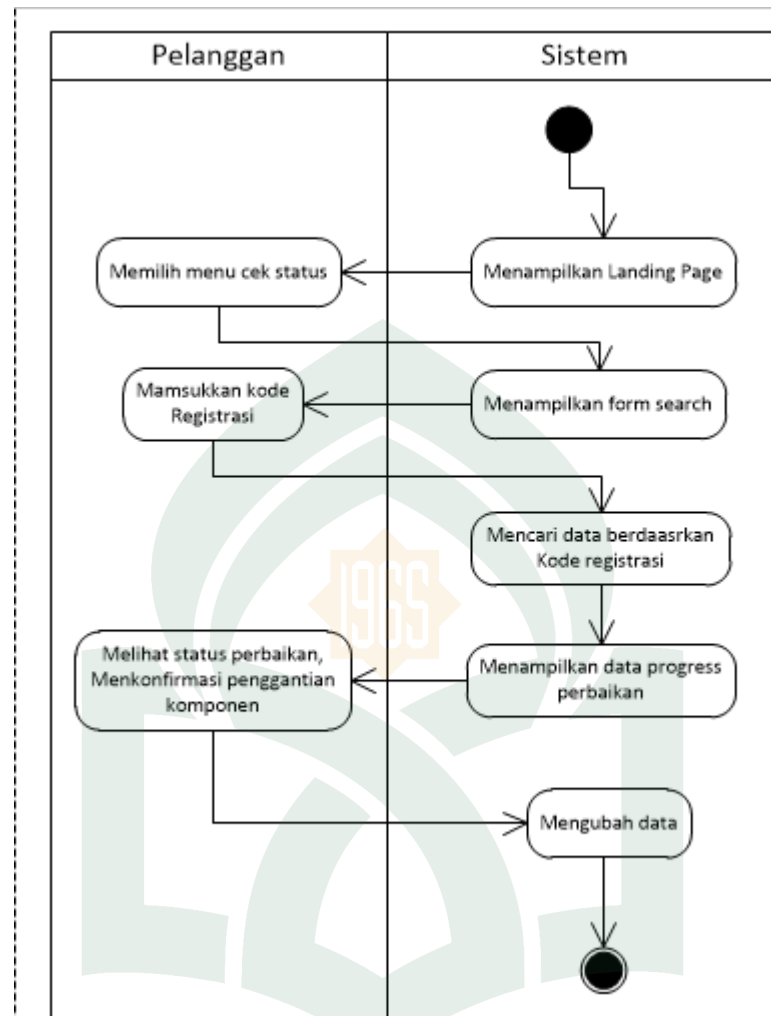 Pelanggan
Sistem
Menampilkan Landing Page
Memilih menu cek status
Menampilkan form search
Mamsukkan kode
Registrasi
Mencari data berdaasrkan
Kode registrasi
Menampilkan data progress
perbaikan
Melihat status perbaikan,
Menkonfirmasi penggantian
komponen
Mengubah data
1965